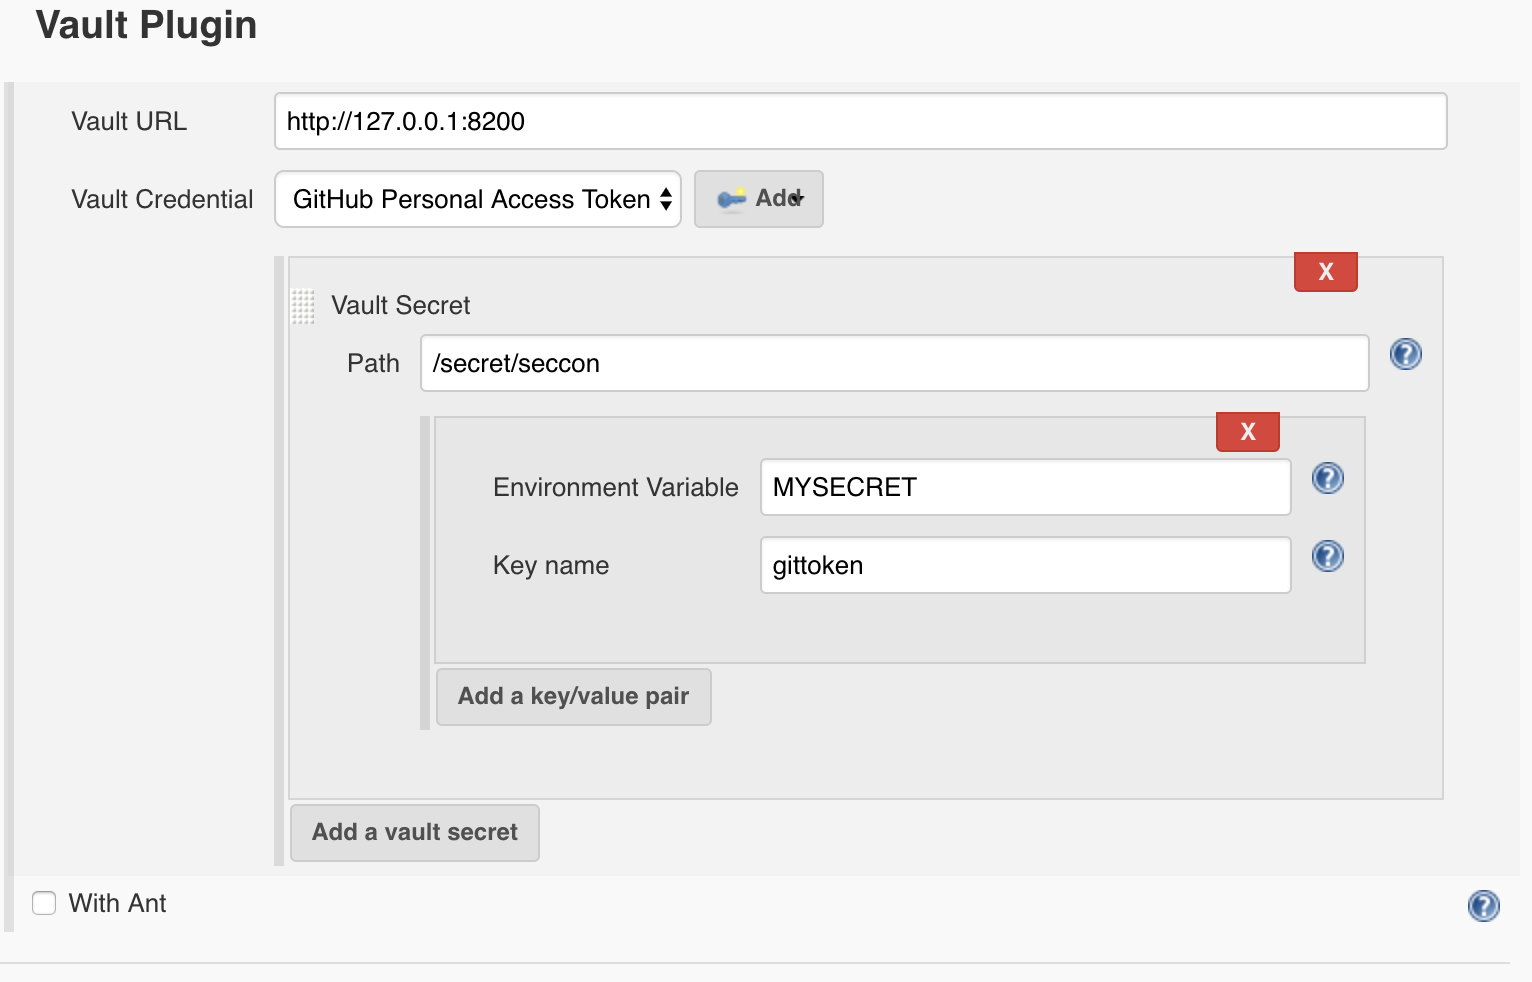 Vault Plugin
Vault URL http://127.0.0.1:8200
Vault Credential GitHub Personal Access Token Add
X
Vault Secret
Path /secret/seccon ?
X
Environment Variable MYSECRET ?
Key name gittoken ?
Add a key/value pair
Add a vault secret
With Ant ?